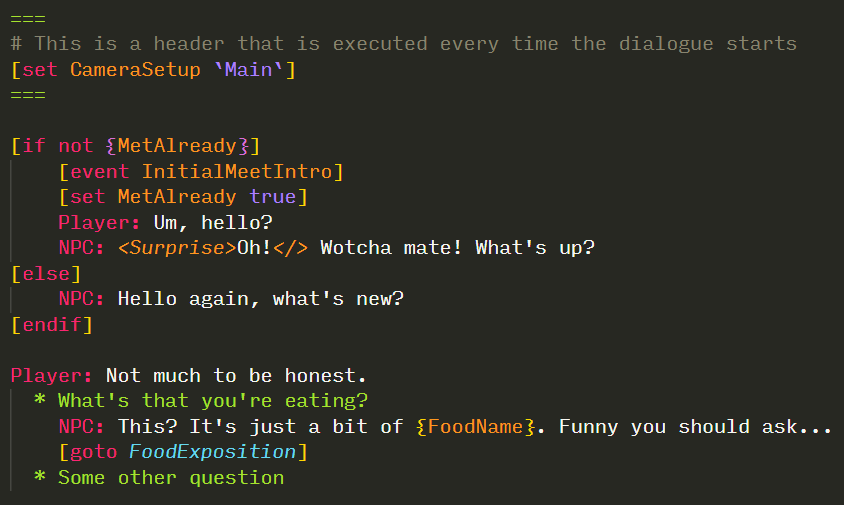 ===
# This is a header that is executed every time the dialogue starts
[set CameraSetup `Main`]
===
[if not {MetAlready}]
[event InitialMeetIntro]
[set MetAlready true]
Player: Um, hello?
NPC: <Surprise>Oh!</> Wotcha mate! What's up?
[else]
NPC: Hello again, what's new?
[endif]
Player: Not much to be honest.
* What's that you're eating?
NPC: This? It's just a bit of {FoodName}. Funny you should ask...
[goto FoodExposition]
* Some other question